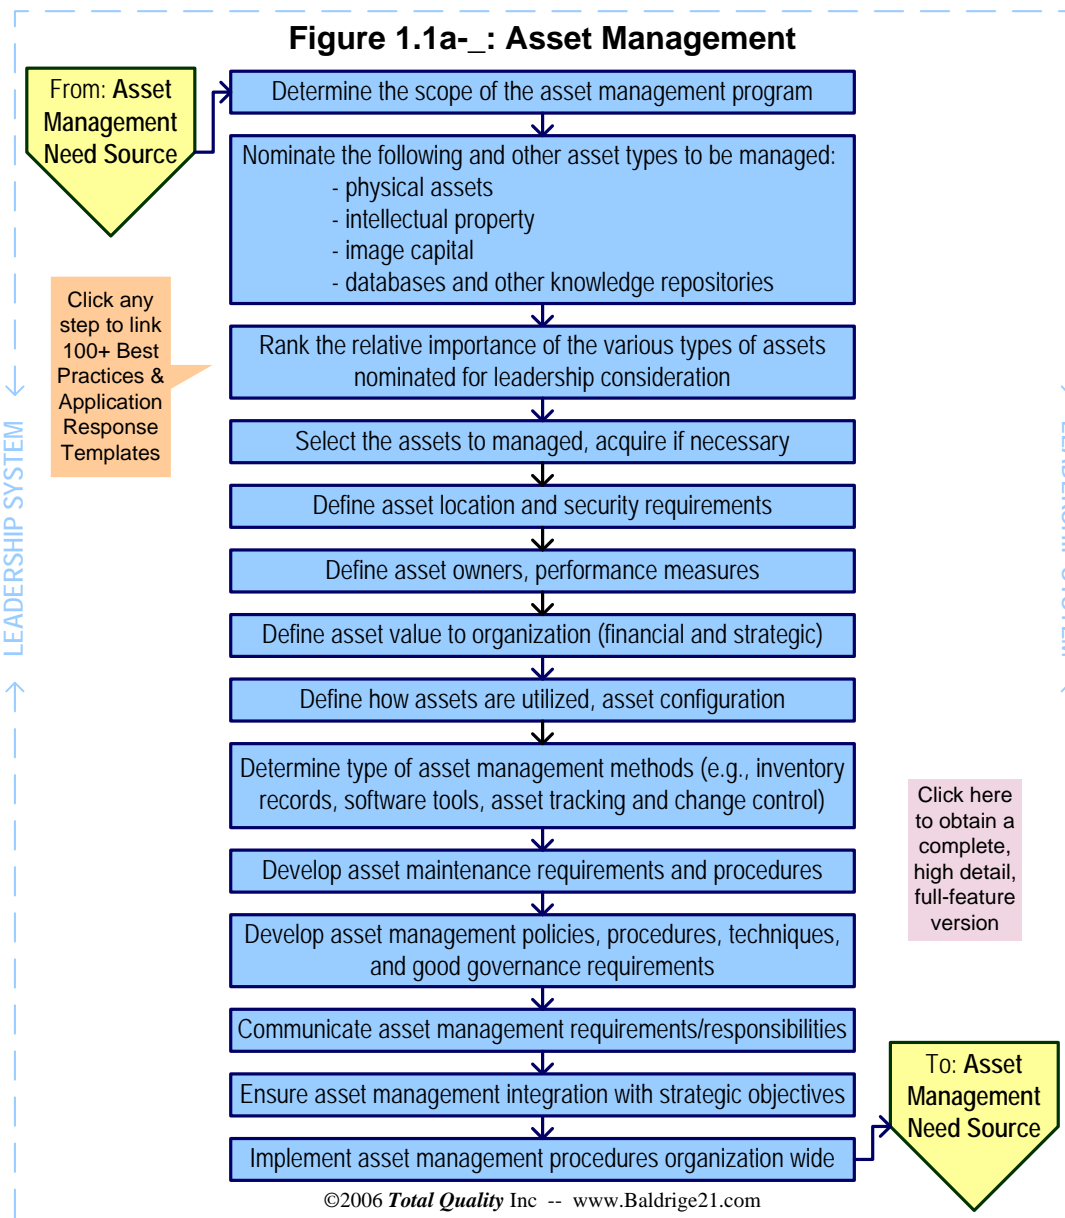 Figure 1.1a-_: Asset Management
From: Asset
Management
Need Source
Determine the scope of the asset management program
Nominate the following and other asset types to be managed:
- physical assets
- intellectual property
- image capital
- databases and other knowledge repositories
Click any
step to link
100+ Best
Practices &
Application
Response
Templates
Rank the relative importance of the various types of assets
nominated for leadership consideration
Select the assets to managed, acquire if necessary
LEADERSHIP SYSTEM
Define asset location and security requirements
Define asset owners, performance measures
Define asset value to organization (financial and strategic)
Define how assets are utilized, asset configuration
Determine type of asset management methods (e.g., inventory
records, software tools, asset tracking and change control)
Click here
to obtain a
complete,
high detail,
full-feature
version
Develop asset maintenance requirements and procedures
Develop asset management policies, procedures, techniques,
and good governance requirements
Communicate asset management requirements/responsibilities
Ensure asset management integration with strategic objectives
Implement asset management procedures organization wide
To: Asset
Management
Need Source
©2006 Total Quality Inc -- www.Baldrige21.com